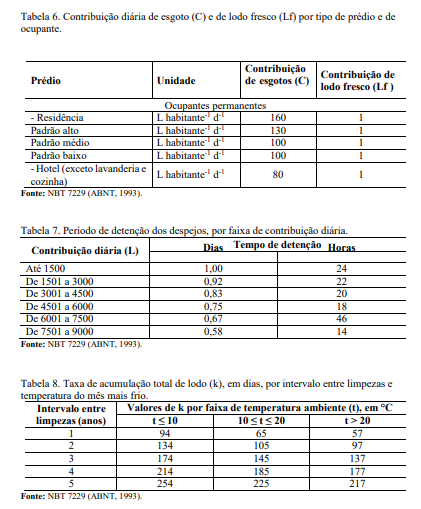 Tabela 6. Contribuição diária de esgoto (C) e de lodo fresco (Lf) por tipo de prédio e de
ocupante.
Prédio Unidade Contribuição de esgotos (C) Contribuição de lodo fresco (Lf )
Ocupantes permanentes
- Residência L habitante⁻¹ d⁻¹ 160 1
Padrão alto L habitante⁻¹ d⁻¹ 130 1
Padrão médio L habitante⁻¹ d⁻¹ 100 1
Padrão baixo L habitante⁻¹ d⁻¹ 100 1
- Hotel (exceto lavanderia e
cozinha) L habitante⁻¹ d⁻¹ 80 1
Fonte: NBT 7229 (ABNT, 1993).
Tabela 7. Período de detenção dos despejos, por faixa de contribuição diária.
Contribuição diária (L) Dias Tempo de detenção Horas
Até 1500 1,00 24
De 1501 a 3000 0,92 22
De 3001 a 4500 0,83 20
De 4501 a 6000 0,75 18
De 6001 a 7500 0,67 46
De 7501 a 9000 0,58 14
Fonte: NBT 7229 (ABNT, 1993).
Tabela 8. Taxa de acumulação total de lodo (k), em dias, por intervalo entre limpezas e
temperatura do mês mais frio.
Intervalo entre Valores de k por faixa de temperatura ambiente (t), em °C
limpezas (anos) t ≤ 10 10 ≤ t ≤ 20 t > 20
1 94 65 57
2 134 105 97
3 174 145 137
4 214 185 177
5 254 225 217
Fonte: NBT 7229 (ABNT, 1993).